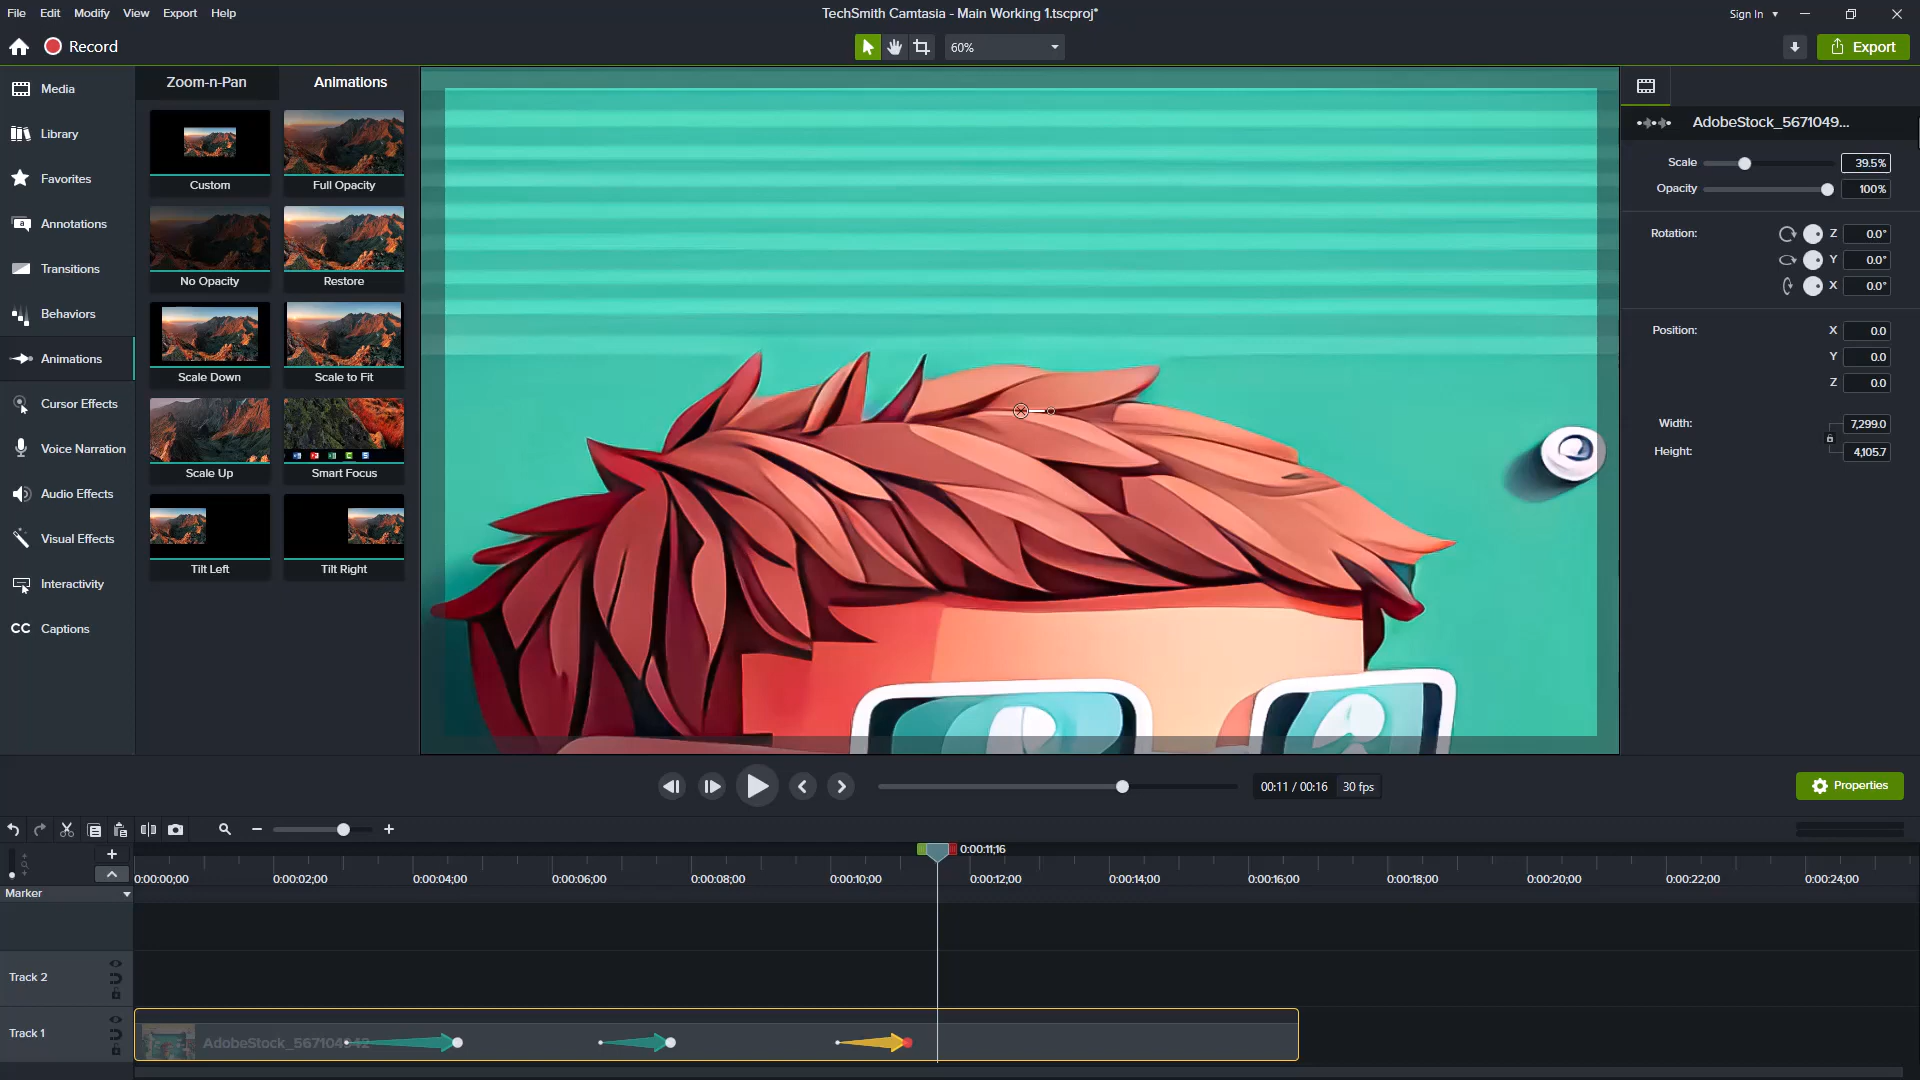 File Edit Modify View Export Help
TechSmith Camtasia - Main Working 1.tscproj*
Sign In
Record
60%
Export
Media
Library
Favorites
Annotations
Transitions
Behaviors
Animations
Cursor Effects
Voice Narration
Audio Effects
Visual Effects
Interactivity
CC Captions
Zoom-n-Pan Animations
Custom Full Opacity
No Opacity Restore
Scale Down Scale to Fit
Scale Up Smart Focus
Tilt Left Tilt Right
AdobeStock_5671049...
Scale 39.5%
Opacity 100%
Rotation: Z 0.0°
Y 0.0°
X 0.0°
Position: X 0.0
Y 0.0
Z 0.0
Width: 7,299.0
Height: 4,105.7
00:11 / 00:16 30 fps
Properties
0:00:11;16
0:00:00;00 0:00:02;00 0:00:04;00 0:00:06;00 0:00:08;00 0:00:10;00 0:00:12;00 0:00:14;00 0:00:16;00 0:00:18;00 0:00:20;00 0:00:22;00 0:00:24;00
Marker
Track 2
Track 1
AdobeStock_567104942